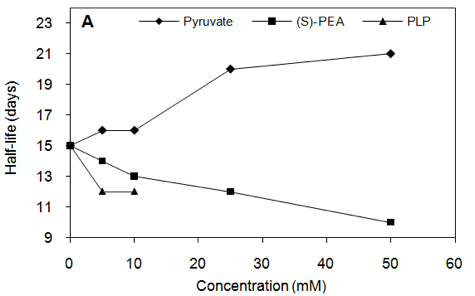 A
Pyruvate (S)-PEA PLP
23
21
19
17
15
13
11
9
Half-life (days)
0 10 20 30 40 50 60
Concentration (mM)